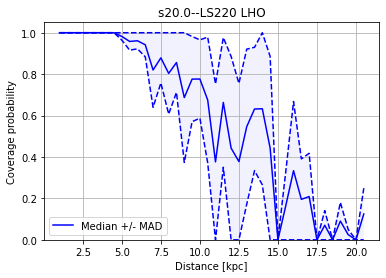 s20.0--LS220 LHO
Coverage probability
1.0
0.8
0.6
0.4
0.2
0.0
Median +/- MAD
2.5 5.0 7.5 10.0 12.5 15.0 17.5 20.0
Distance [kpc]